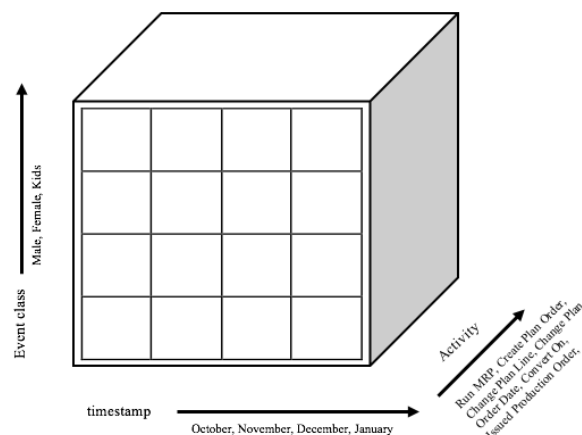 Event class
Male, Female, Kids
timestamp
October, November, December, January
Activity
Run MRP, Create Plan Order,
Change Plan Line, Change Plan
Order Date, Convert On,
Issued Production Order,